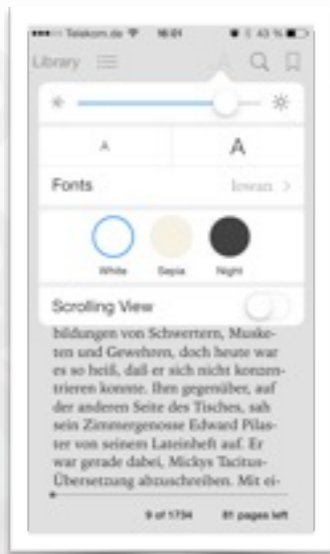 Telekom.de 16:01 43 %
Library A
A A
Fonts Iowan >
White Sepia Night
Scrolling View
bildungen von Schwertern, Muske-
ten und Gewehren, doch heute war
es so heiß, daß er sich nicht konzen-
trieren konnte. Ihm gegenüber, auf
der anderen Seite des Tisches, sah
sein Zimmergenosse Edward Pilas-
ter von seinem Lateinheft auf. Er
war gerade dabei, Mickys Tacitus-
Übersetzung abzuschreiben. Mit ei-
9 of 1734 81 pages left